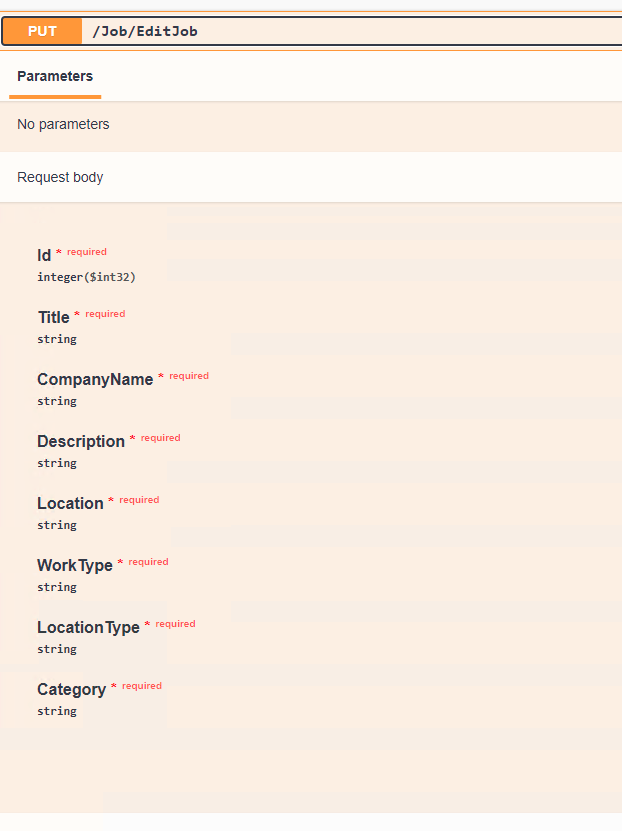 PUT /Job/EditJob
Parameters
No parameters
Request body
Id * required
integer($int32)
Title * required
string
CompanyName * required
string
Description * required
string
Location * required
string
WorkType * required
string
LocationType * required
string
Category * required
string